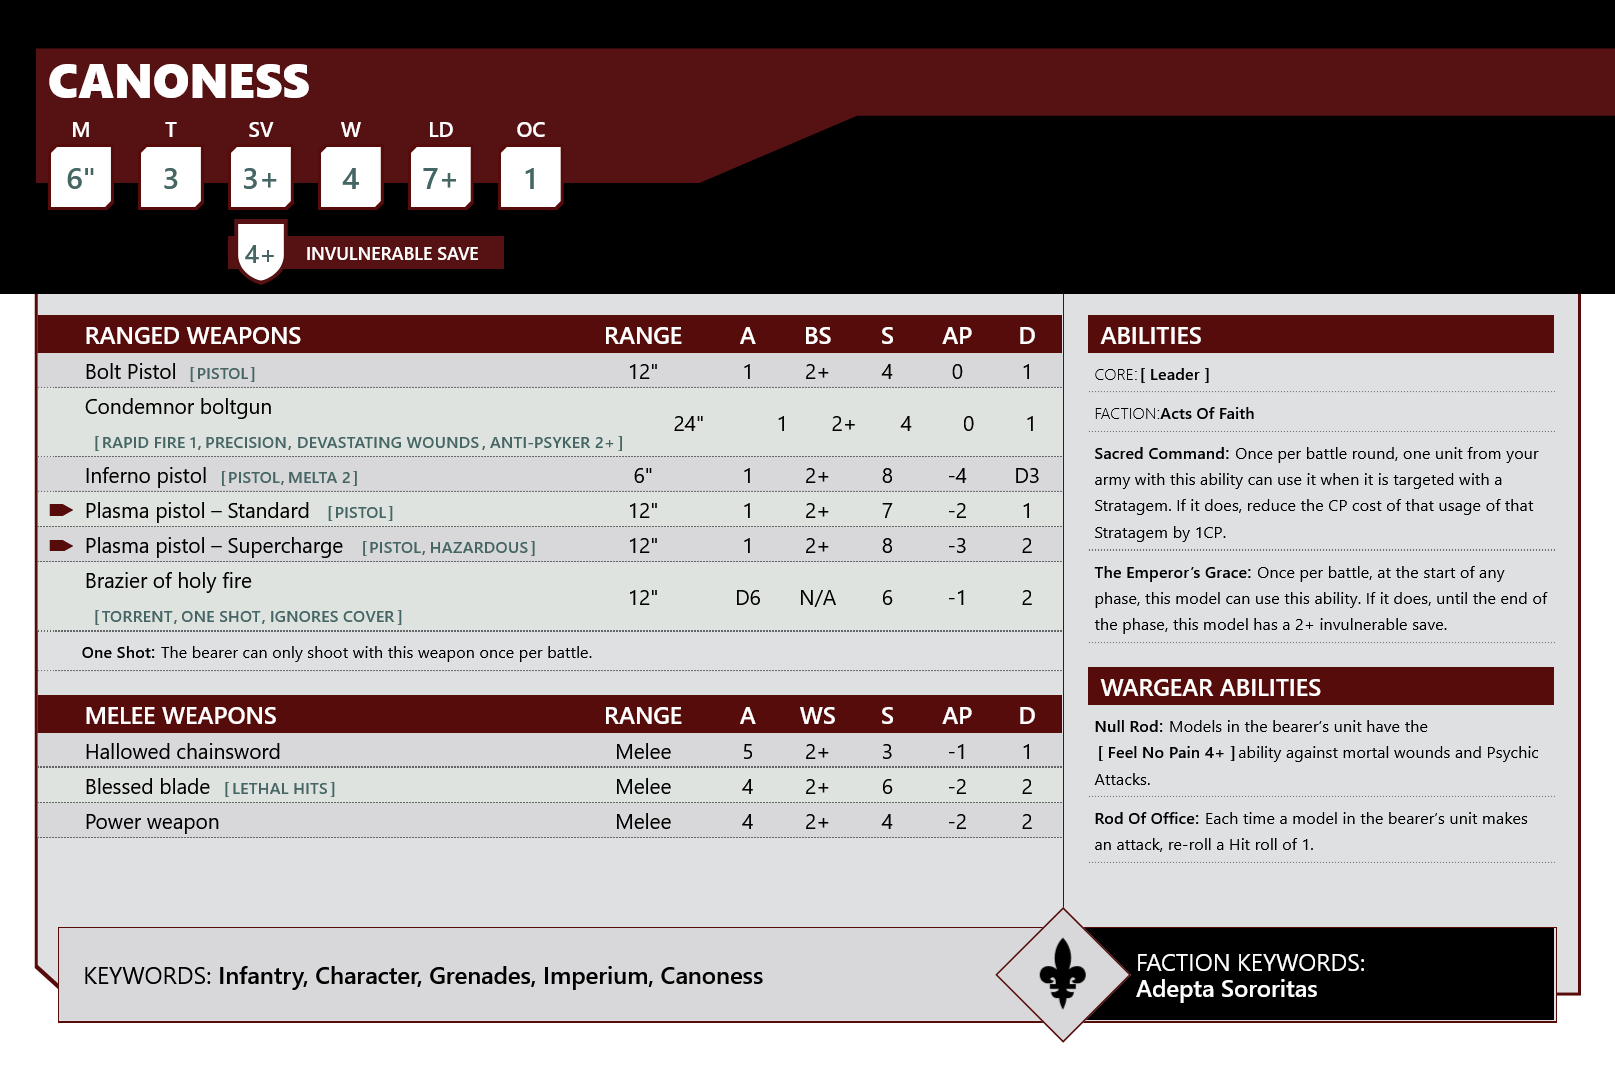 CANONESS
M T SV W LD OC
6" 3 3+ 4 7+ 1
4+ INVULNERABLE SAVE
RANGED WEAPONS RANGE A BS S AP D
Bolt Pistol [PISTOL] 12" 1 2+ 4 0 1
Condemnor boltgun
[RAPID FIRE 1, PRECISION, DEVASTATING WOUNDS, ANTI-PSYKER 2+] 24" 1 2+ 4 0 1
Inferno pistol [PISTOL, MELTA 2] 6" 1 2+ 8 -4 D3
Plasma pistol – Standard [PISTOL] 12" 1 2+ 7 -2 1
Plasma pistol – Supercharge [PISTOL, HAZARDOUS] 12" 1 2+ 8 -3 2
Brazier of holy fire
[TORRENT, ONE SHOT, IGNORES COVER] 12" D6 N/A 6 -1 2
One Shot: The bearer can only shoot with this weapon once per battle.
MELEE WEAPONS RANGE A WS S AP D
Hallowed chainsword Melee 5 2+ 3 -1 1
Blessed blade [LETHAL HITS] Melee 4 2+ 6 -2 2
Power weapon Melee 4 2+ 4 -2 2
ABILITIES
CORE: [ Leader ]
FACTION: Acts Of Faith
Sacred Command: Once per battle round, one unit from your
army with this ability can use it when it is targeted with a
Stratagem. If it does, reduce the CP cost of that usage of that
Stratagem by 1CP.
The Emperor's Grace: Once per battle, at the start of any
phase, this model can use this ability. If it does, until the end of
the phase, this model has a 2+ invulnerable save.
WARGEAR ABILITIES
Null Rod: Models in the bearer's unit have the
[ Feel No Pain 4+ ] ability against mortal wounds and Psychic
Attacks.
Rod Of Office: Each time a model in the bearer's unit makes
an attack, re-roll a Hit roll of 1.
KEYWORDS: Infantry, Character, Grenades, Imperium, Canoness
FACTION KEYWORDS:
Adepta Sororitas